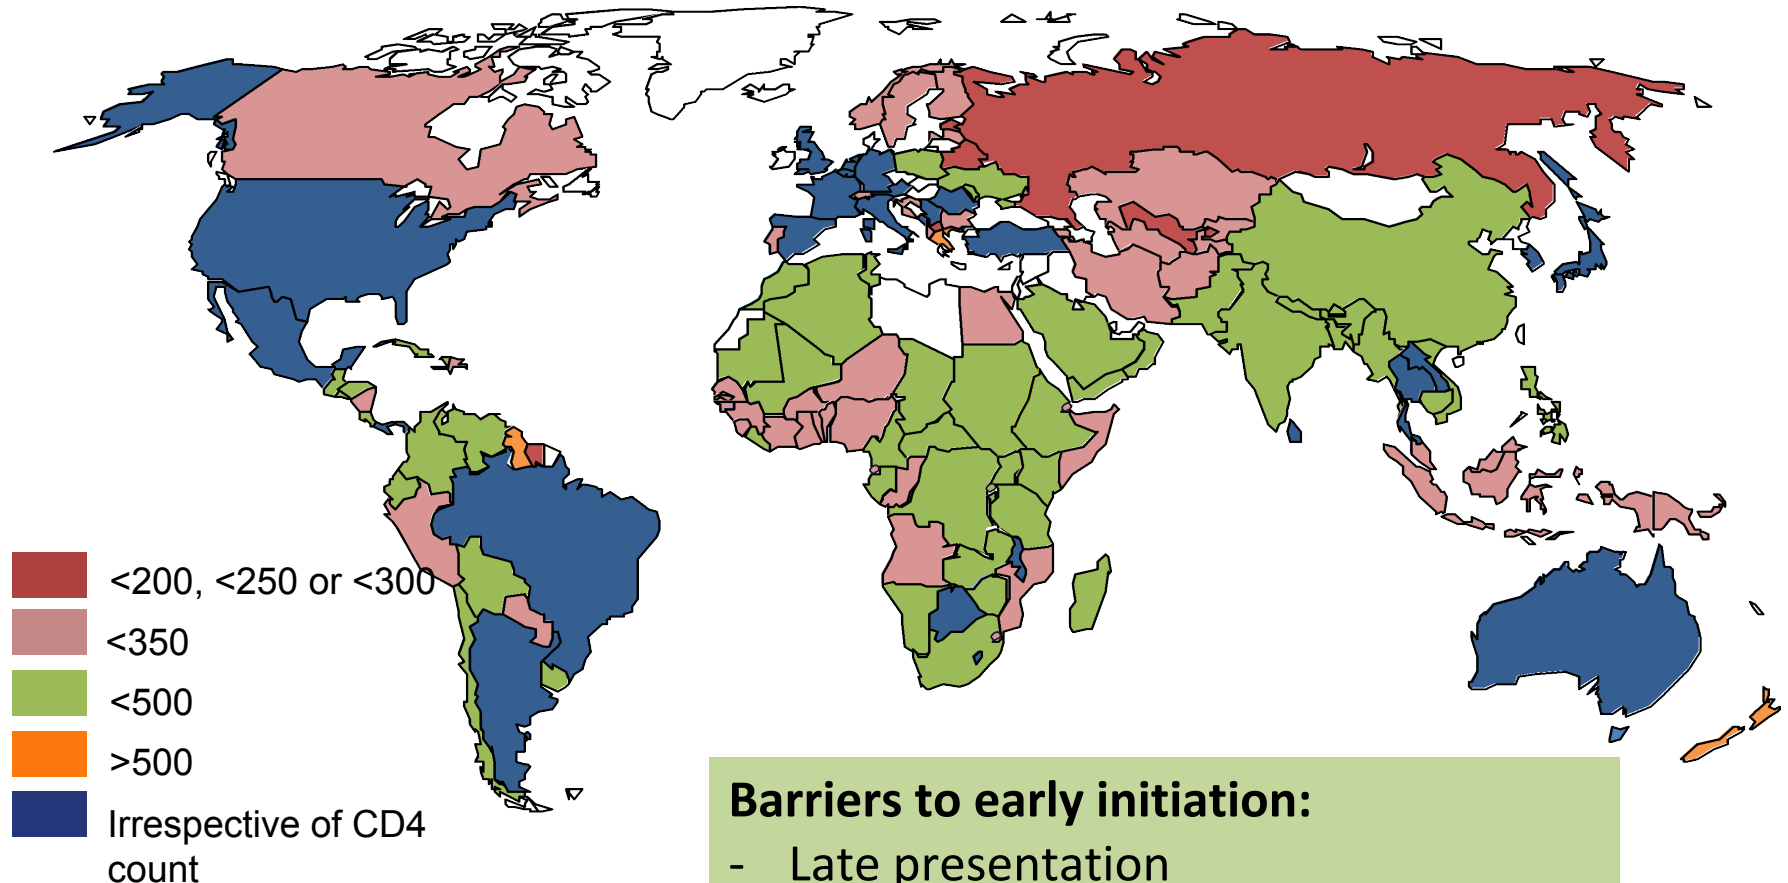 <200, <250 or <300
<350
<500
>500
Irrespective of CD4
count
Barriers to early initiation:
- Late presentation